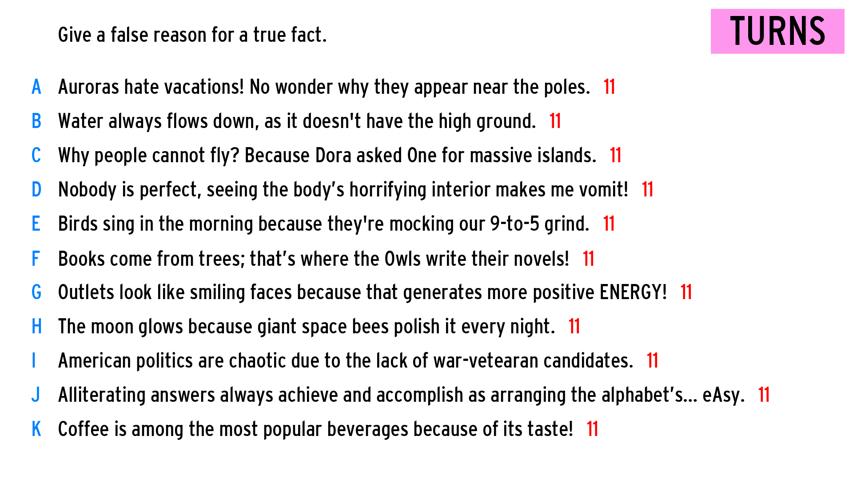 Give a false reason for a true fact.
TURNS
A Auroras hate vacations! No wonder why they appear near the poles. 11
B Water always flows down, as it doesn't have the high ground. 11
C Why people cannot fly? Because Dora asked One for massive islands. 11
D Nobody is perfect, seeing the body’s horrifying interior makes me vomit! 11
E Birds sing in the morning because they're mocking our 9-to-5 grind. 11
F Books come from trees; that’s where the Owls write their novels! 11
G Outlets look like smiling faces because that generates more positive ENERGY! 11
H The moon glows because giant space bees polish it every night. 11
I American politics are chaotic due to the lack of war-vetearan candidates. 11
J Alliterating answers always achieve and accomplish as arranging the alphabet’s... eAsy. 11
K Coffee is among the most popular beverages because of its taste! 11